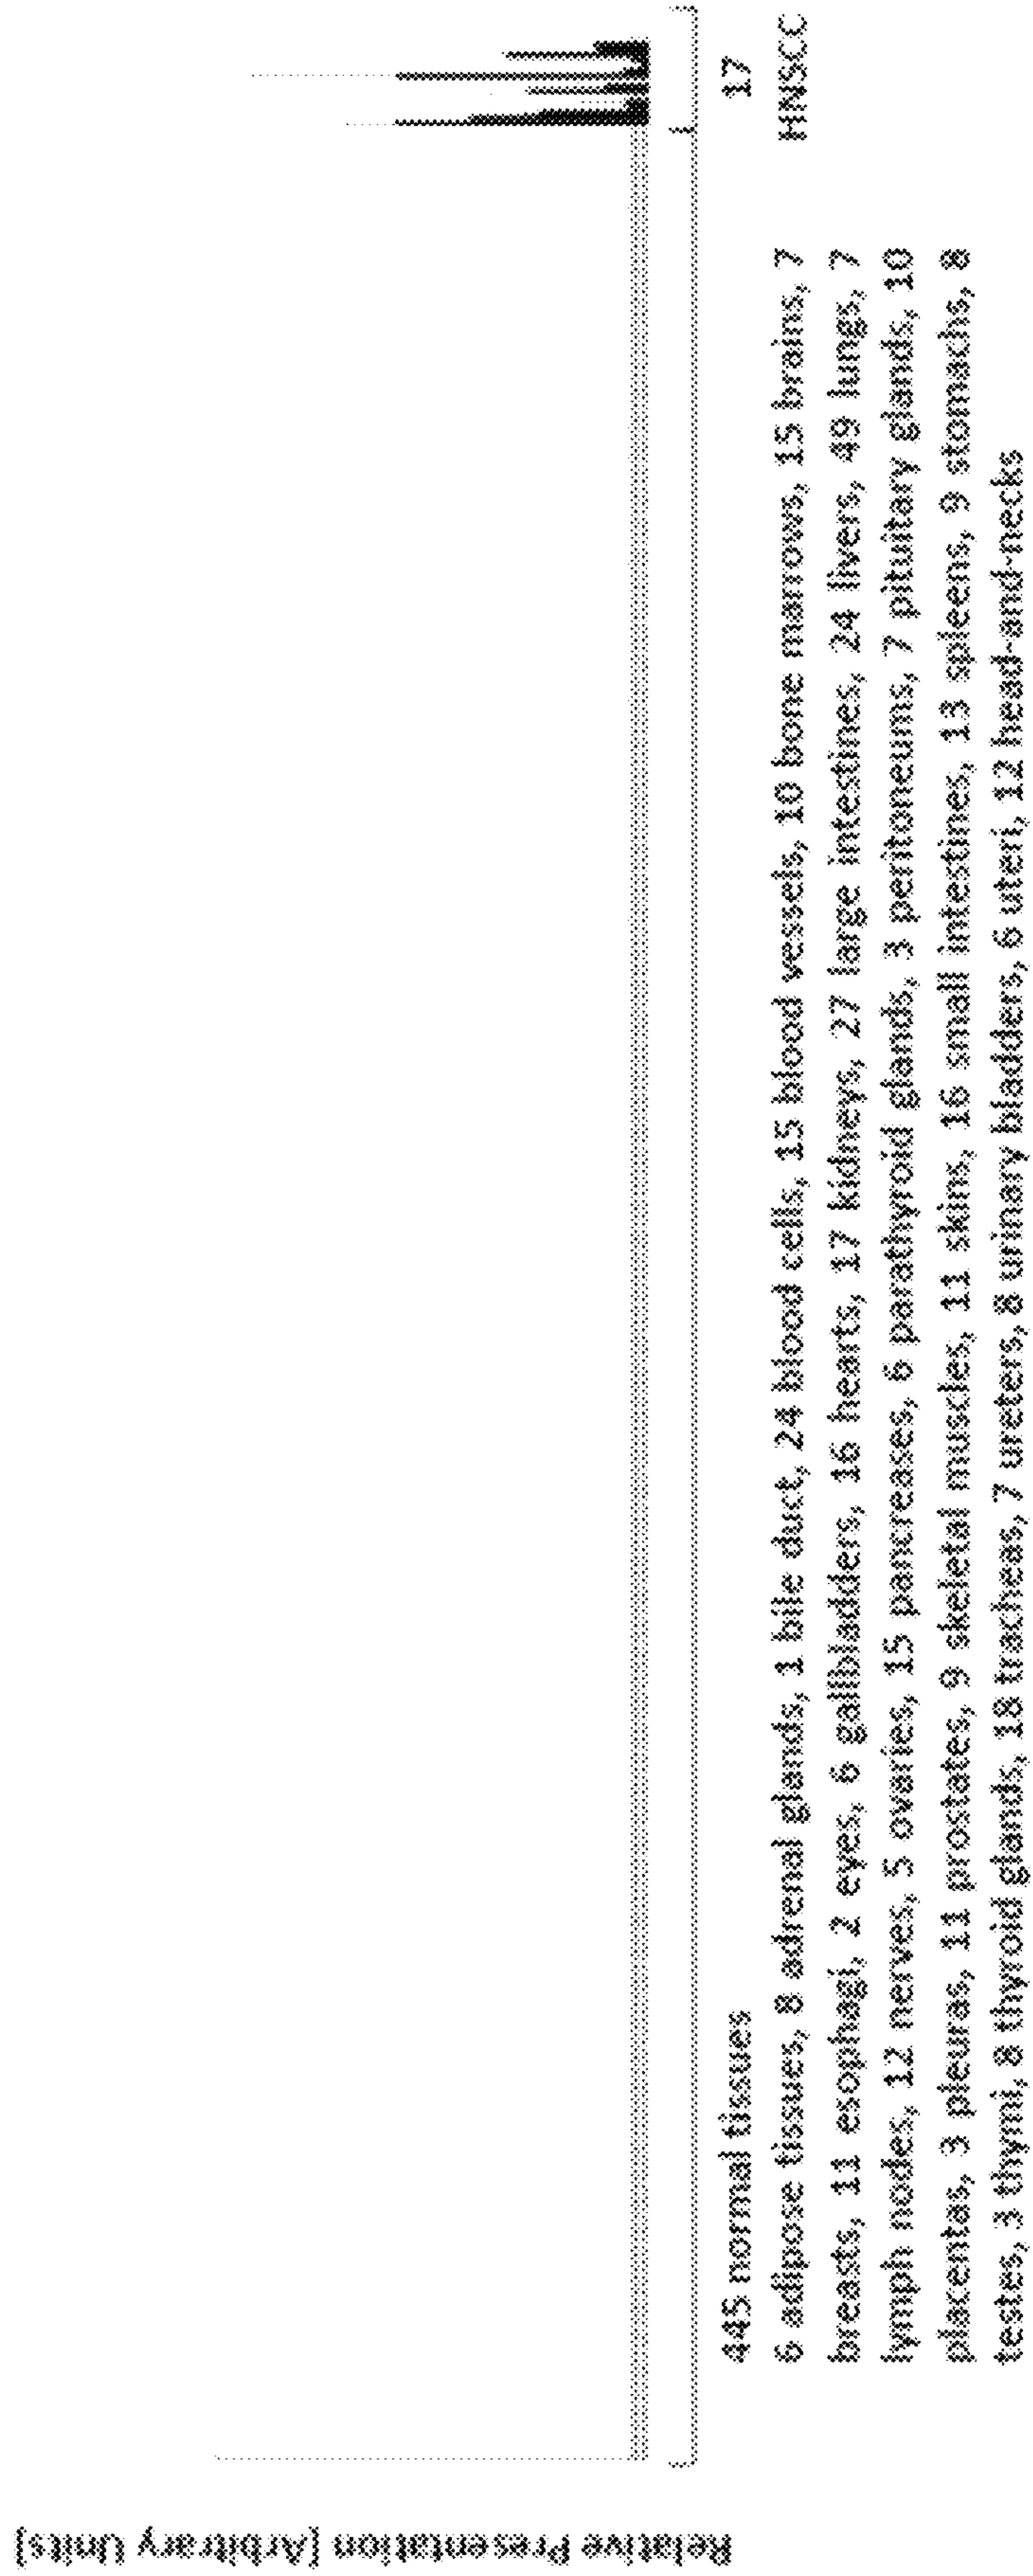 Relative Presentation [Arbitrary Units]
445 normal tissues
17
6 adipose tissues, 8 adrenal glands, 1 bile duct, 24 blood cells, 15 blood vessels, 10 bone marrows, 15 brains, 7
HNSCC
breasts, 11 esophagi, 2 eyes, 6 gallbladders, 16 hearts, 17 kidneys, 27 large intestines, 24 livers, 49 lungs, 7
lymph nodes, 12 nerves, 5 ovaries, 15 pancreases, 6 parathyroid glands, 3 peritoneums, 7 pituitary glands, 10
placentas, 3 pleuras, 11 prostates, 9 skeletal muscles, 11 skins, 16 small intestines, 13 spleens, 9 stomachs, 8
testes, 3 thymi, 8 thyroid glands, 18 tracheas, 7 ureters, 8 urinary bladders, 6 uteri, 12 head-and-necks